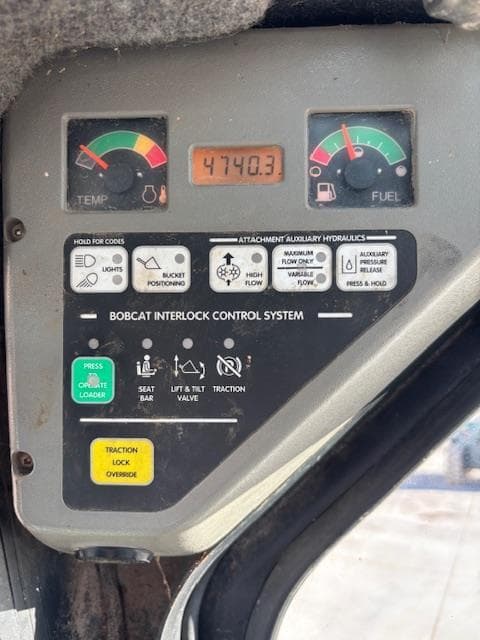 4740.3
TEMP
FUEL
HOLD FOR CODES
ATTACHMENT AUXILIARY HYDRAULICS
LIGHTS
BUCKET
POSITIONING
HIGH
FLOW
MAXIMUM
FLOW ONLY
VARIABLE
FLOW
AUXILIARY
PRESSURE
RELEASE
PRESS & HOLD
BOBCAT INTERLOCK CONTROL SYSTEM
PRESS
TO
OPERATE
LOADER
SEAT
BAR
LIFT & TILT
VALVE
TRACTION
TRACTION
LOCK
OVERRIDE